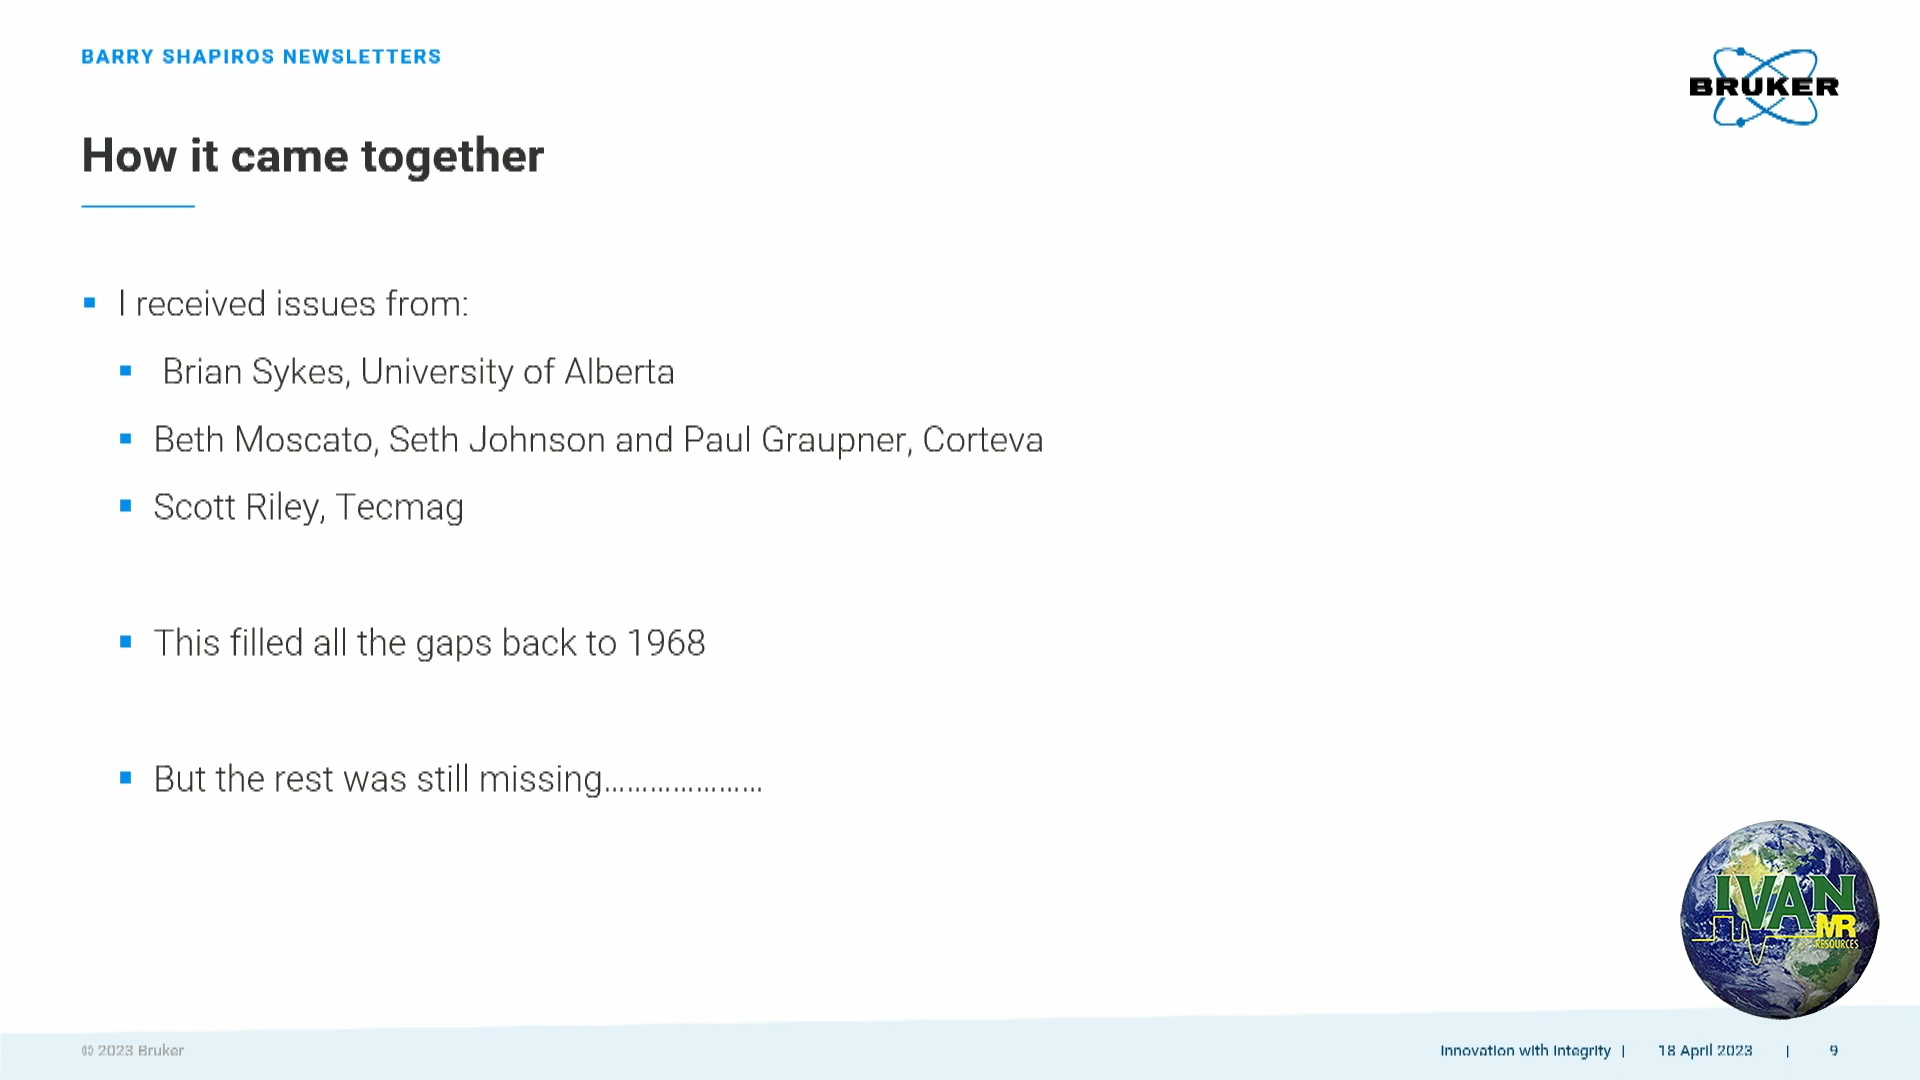 BARRY SHAPIROS NEWSLETTERS
BRUKER
How it came together
I received issues from:
Brian Sykes, University of Alberta
Beth Moscato, Seth Johnson and Paul Graupner, Corteva
Scott Riley, Tecmag
This filled all the gaps back to 1968
But the rest was still missing…………………
IVAN
MR
RESOURCES
© 2023 Bruker
Innovation with Integrity | 18 April 2023 | 9